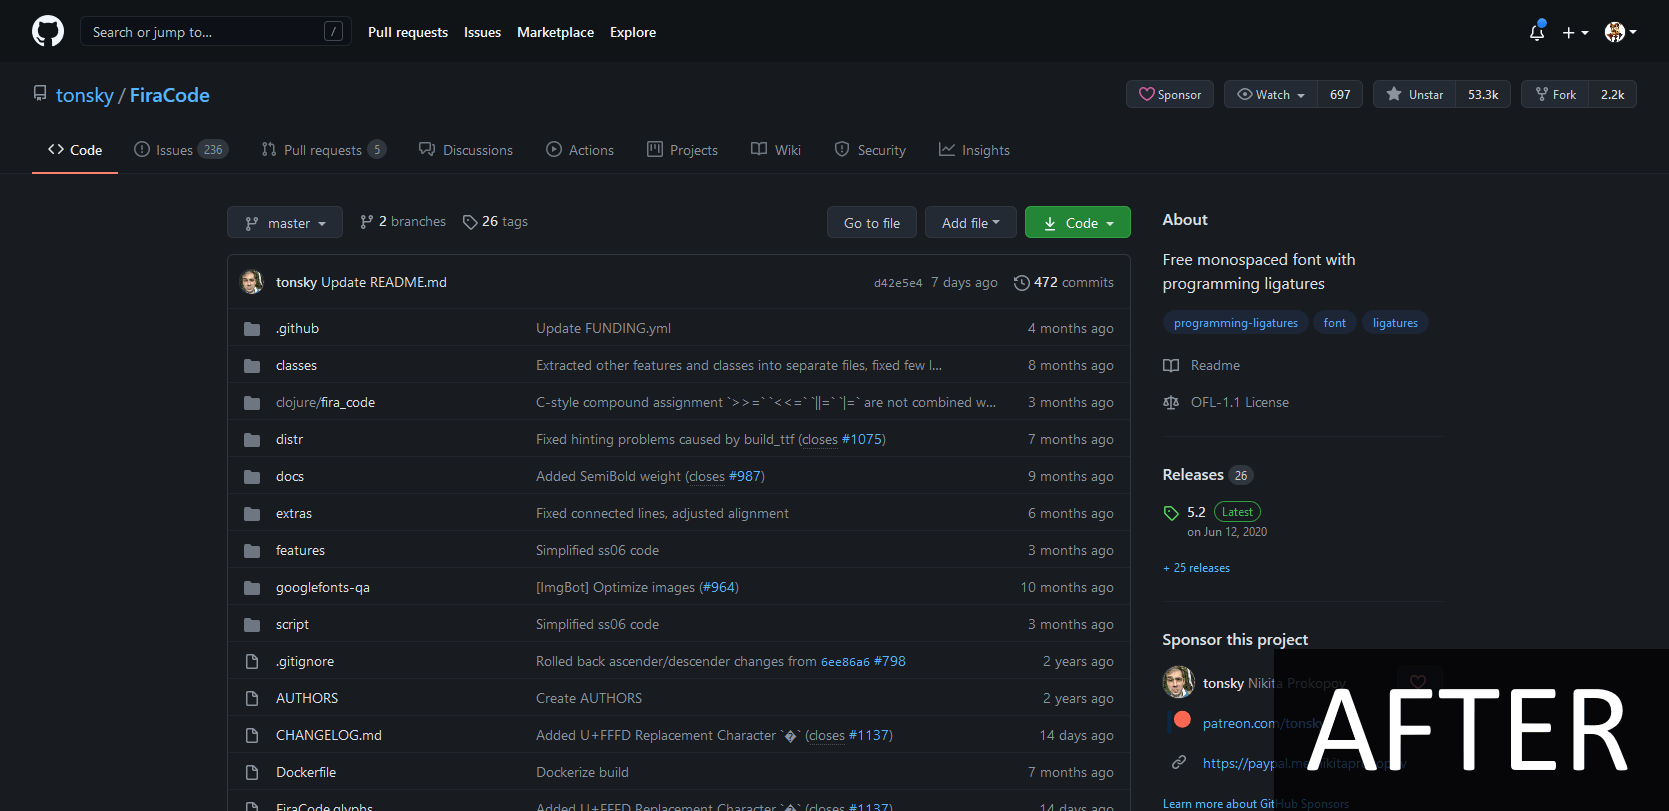 Search or jump to... /
Pull requests Issues Marketplace Explore
tonsky / FiraCode
Sponsor Watch 697 Unstar 53.3k Fork 2.2k
Code Issues 236 Pull requests 5 Discussions Actions Projects Wiki Security Insights
master 2 branches 26 tags Go to file Add file Code
tonsky Update README.md d42e5e4 7 days ago 472 commits
.github Update FUNDING.yml 4 months ago
classes Extracted other features and classes into separate files, fixed few l... 8 months ago
clojure/fira_code C-style compound assignment `>>=` `<<=` `||=` `|=` are not combined w... 3 months ago
distr Fixed hinting problems caused by build_ttf (closes #1075) 7 months ago
docs Added SemiBold weight (closes #987) 9 months ago
extras Fixed connected lines, adjusted alignment 6 months ago
features Simplified ss06 code 3 months ago
googlefonts-qa [ImgBot] Optimize images (#964) 10 months ago
script Simplified ss06 code 3 months ago
.gitignore Rolled back ascender/descender changes from 6ee86a6 #798 2 years ago
AUTHORS Create AUTHORS 2 years ago
CHANGELOG.md Added U+FFFD Replacement Character `�` (closes #1137) 14 days ago
Dockerfile Dockerize build 7 months ago
FiraCode.glyphs Added U+FFFD Replacement Character `�` (closes #1137) 14 days ago
About
Free monospaced font with
programming ligatures
programming-ligatures font ligatures
Readme
OFL-1.1 License
Releases 26
5.2 Latest
on Jun 12, 2020
+ 25 releases
Sponsor this project
tonsky Nikita Prokopov
patreon.com/tonsky
https://paypal.me/nikitaprokopov
Learn more about GitHub Sponsors
AFTER